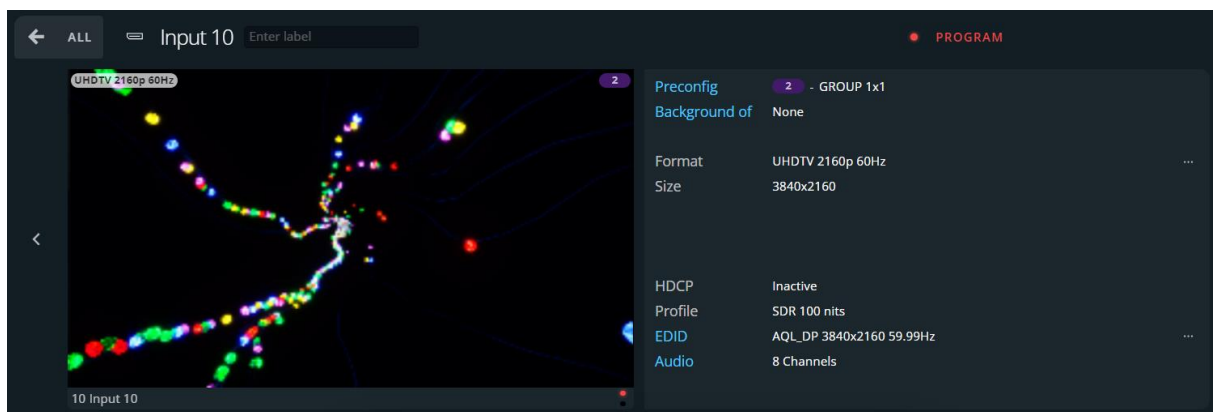 ALL Input 10 Enter label PROGRAM
UHDTV 2160p 60Hz 2
Preconfig 2 - GROUP 1x1
Background of None
Format UHDTV 2160p 60Hz ...
Size 3840x2160
HDCP Inactive
Profile SDR 100 nits
EDID AQL_DP 3840x2160 59.99Hz ...
Audio 8 Channels
10 Input 10